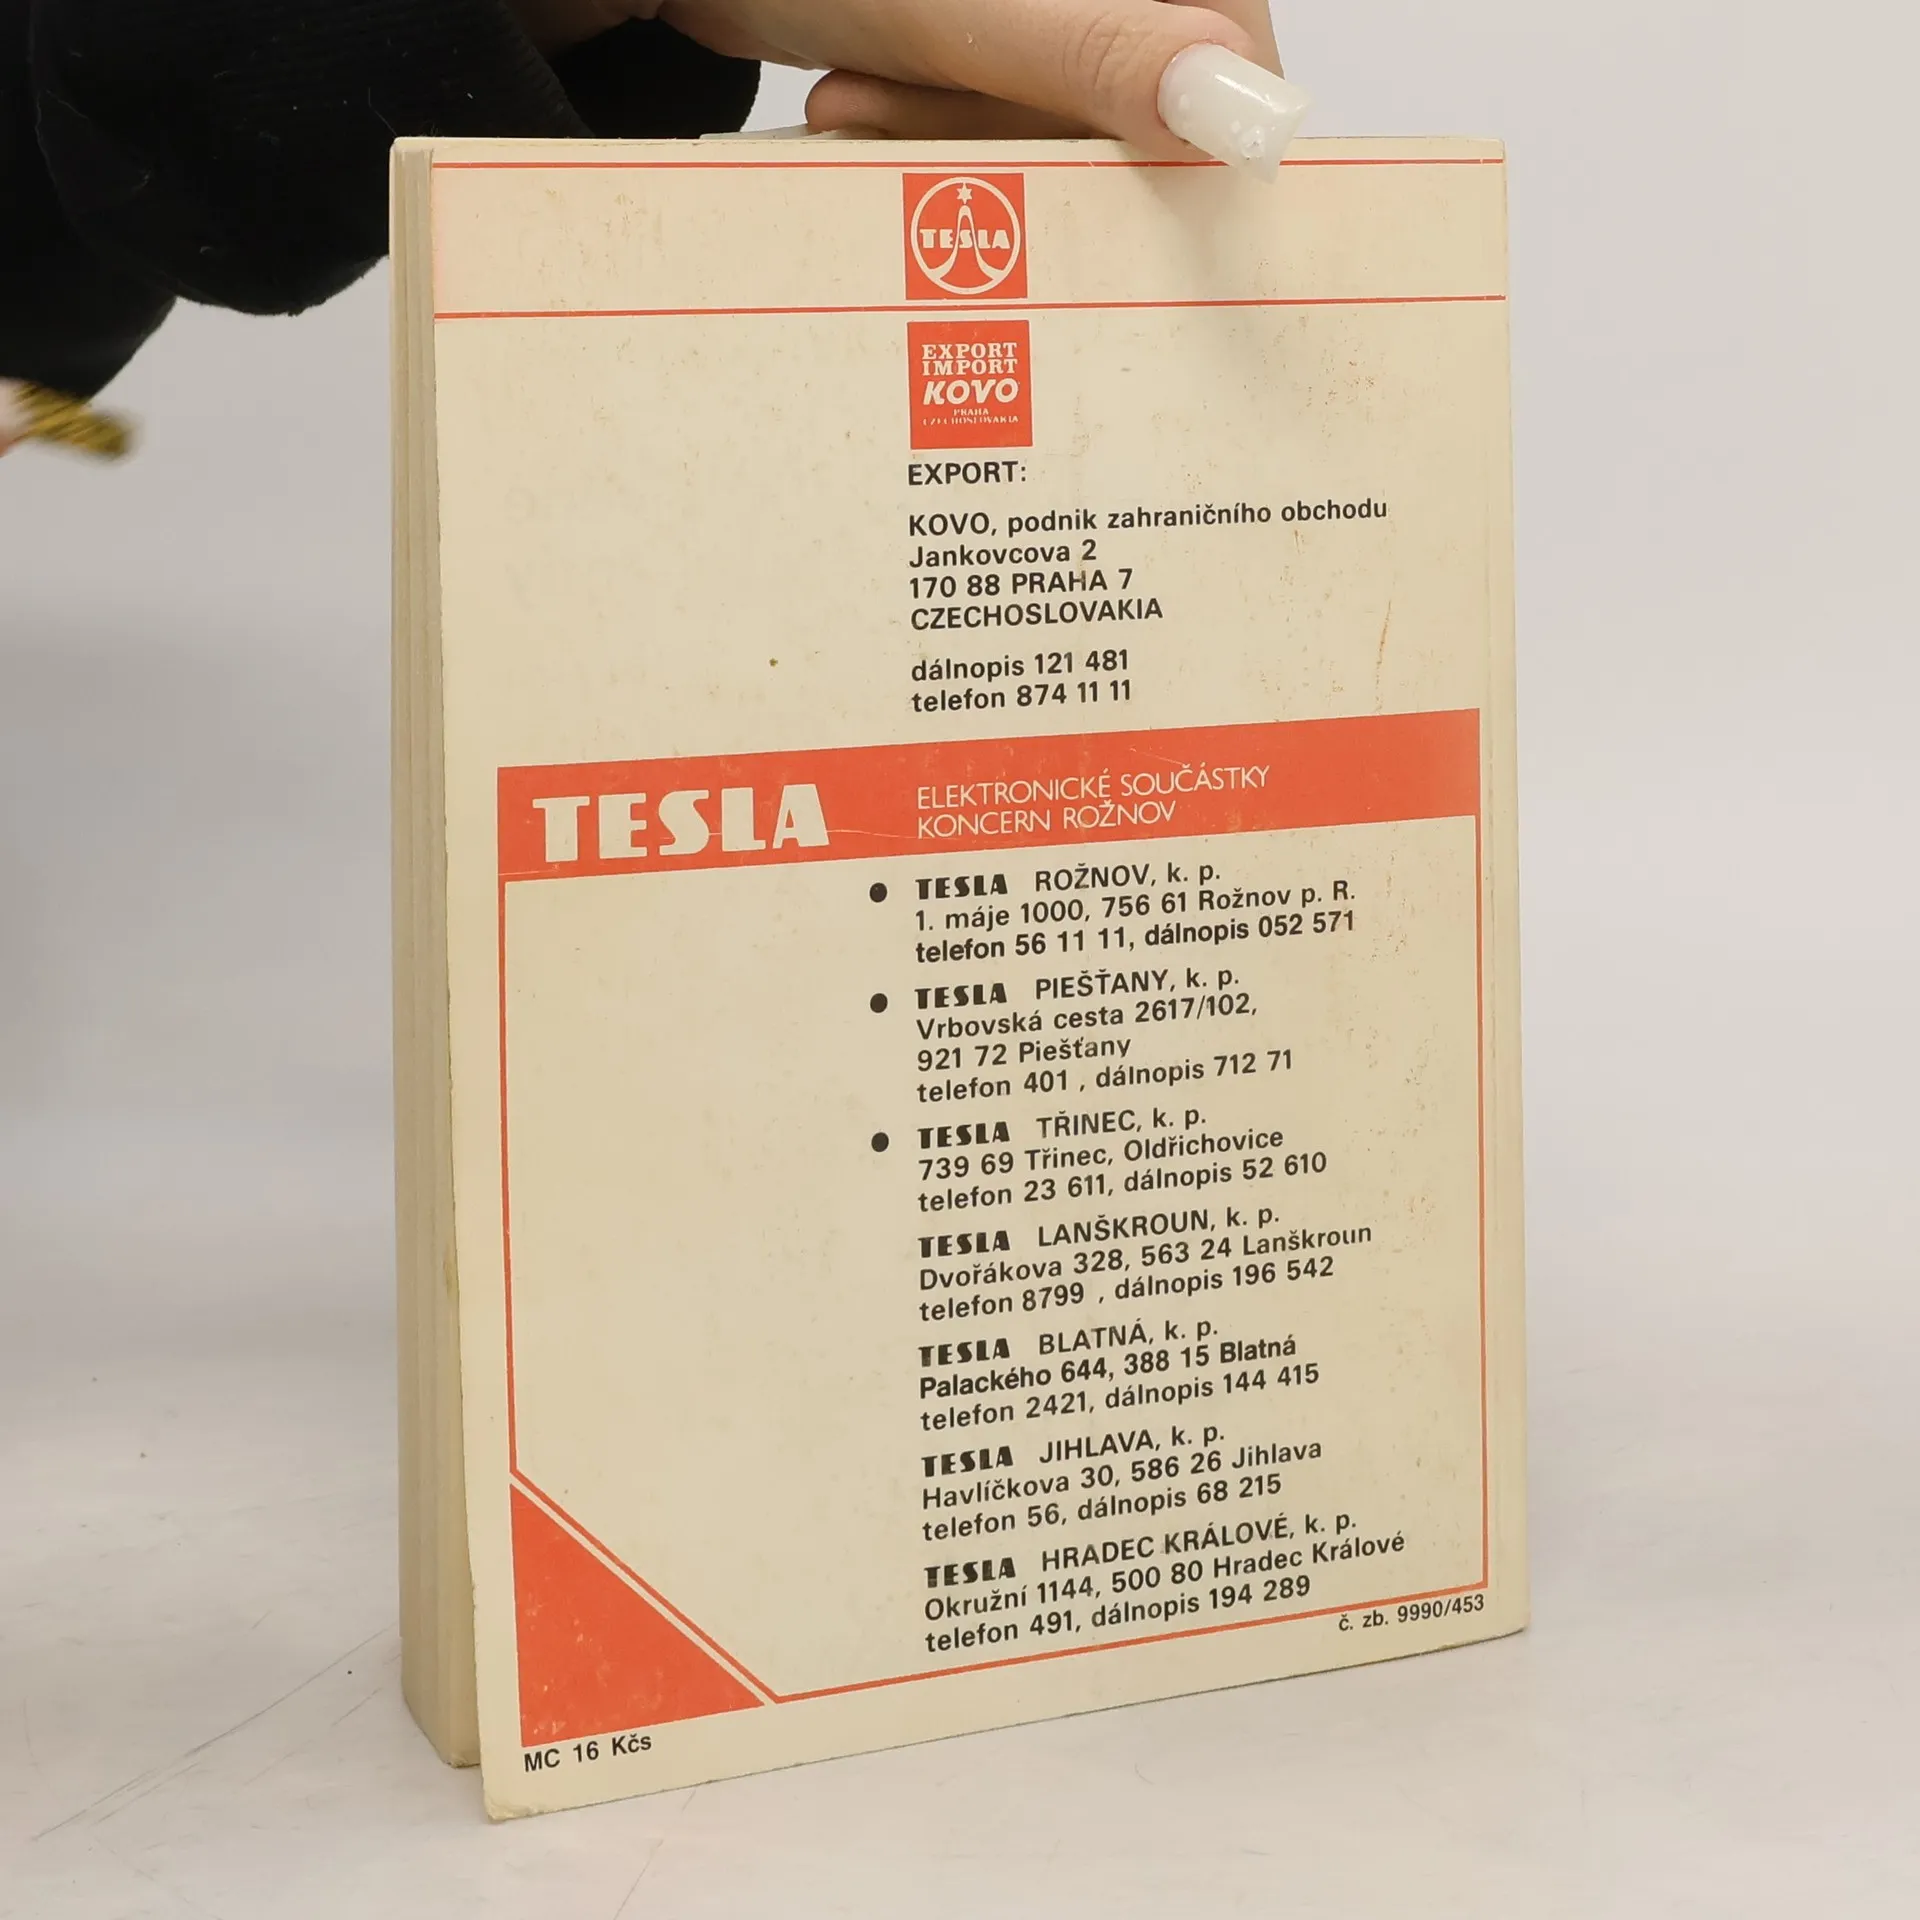 TESLA
EXPORT
IMPORT
KOVO
PRAHA
CZECHOSLOVAKIA
EXPORT:
KOVO, podnik zahraničního obchodu
Jankovcova 2
170 88 PRAHA 7
CZECHOSLOVAKIA
dálnopis 121 481
telefon 874 11 11
TESLA ELEKTRONICKÉ SOUČÁSTKY
KONCERN ROŽNOV
● TESLA ROŽNOV, k. p.
1. máje 1000, 756 61 Rožnov p. R.
telefon 56 11 11, dálnopis 052 571
● TESLA PIEŠŤANY, k. p.
Vrbovská cesta 2617/102,
921 72 Piešťany
telefon 401 , dálnopis 712 71
● TESLA TŘINEC, k. p.
739 69 Třinec, Oldřichovice
telefon 23 611, dálnopis 52 610
TESLA LANŠKROUN, k. p.
Dvořákova 328, 563 24 Lanškroun
telefon 8799 , dálnopis 196 542
TESLA BLATNÁ, k. p.
Palackého 644, 388 15 Blatná
telefon 2421, dálnopis 144 415
TESLA JIHLAVA, k. p.
Havlíčkova 30, 586 26 Jihlava
telefon 56, dálnopis 68 215
TESLA HRADEC KRÁLOVÉ, k. p.
Okružní 1144, 500 80 Hradec Králové
telefon 491, dálnopis 194 289
č. zb. 9990/453
MC 16 Kčs